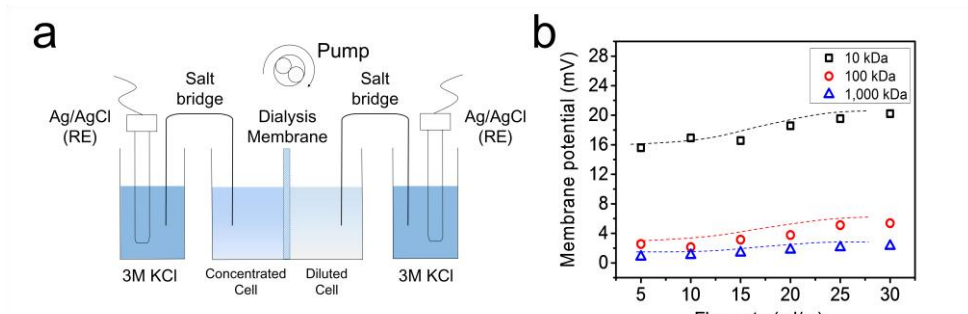 a
Pump
Salt
bridge
Salt
bridge
Ag/AgCl
(RE)
Dialysis
Membrane
Ag/AgCl
(RE)
3M KCl
Concentrated
Cell
Diluted
Cell
3M KCl
b
Membrane potential (mV)
28
24
20
16
12
8
4
0
10 kDa
100 kDa
1,000 kDa
5 10 15 20 25 30